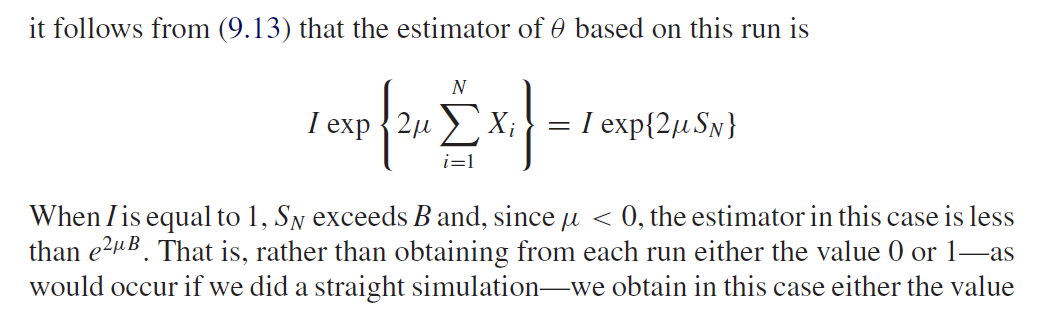 it follows from (9.13) that the estimator of θ based on this run is
I exp { 2μ ∑_{i=1}^{N} X_i } = I exp{2μS_N}
When I is equal to 1, S_N exceeds B and, since μ < 0, the estimator in this case is less
than e^{2μB}. That is, rather than obtaining from each run either the value 0 or 1—as
would occur if we did a straight simulation—we obtain in this case either the value